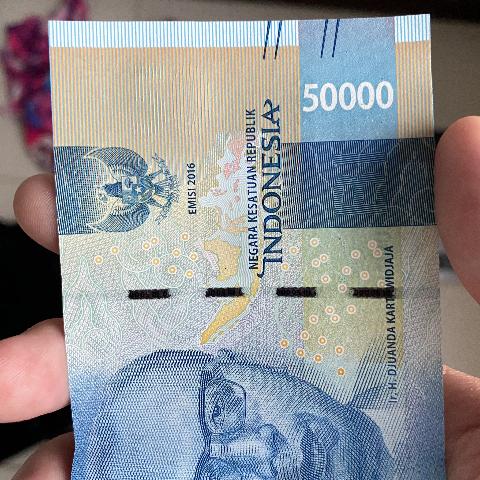 50000
NEGARA KESATUAN REPUBLIK
INDONESIA
EMISI 2016
Ir. H. DJUANDA KARTAWIDJAJA